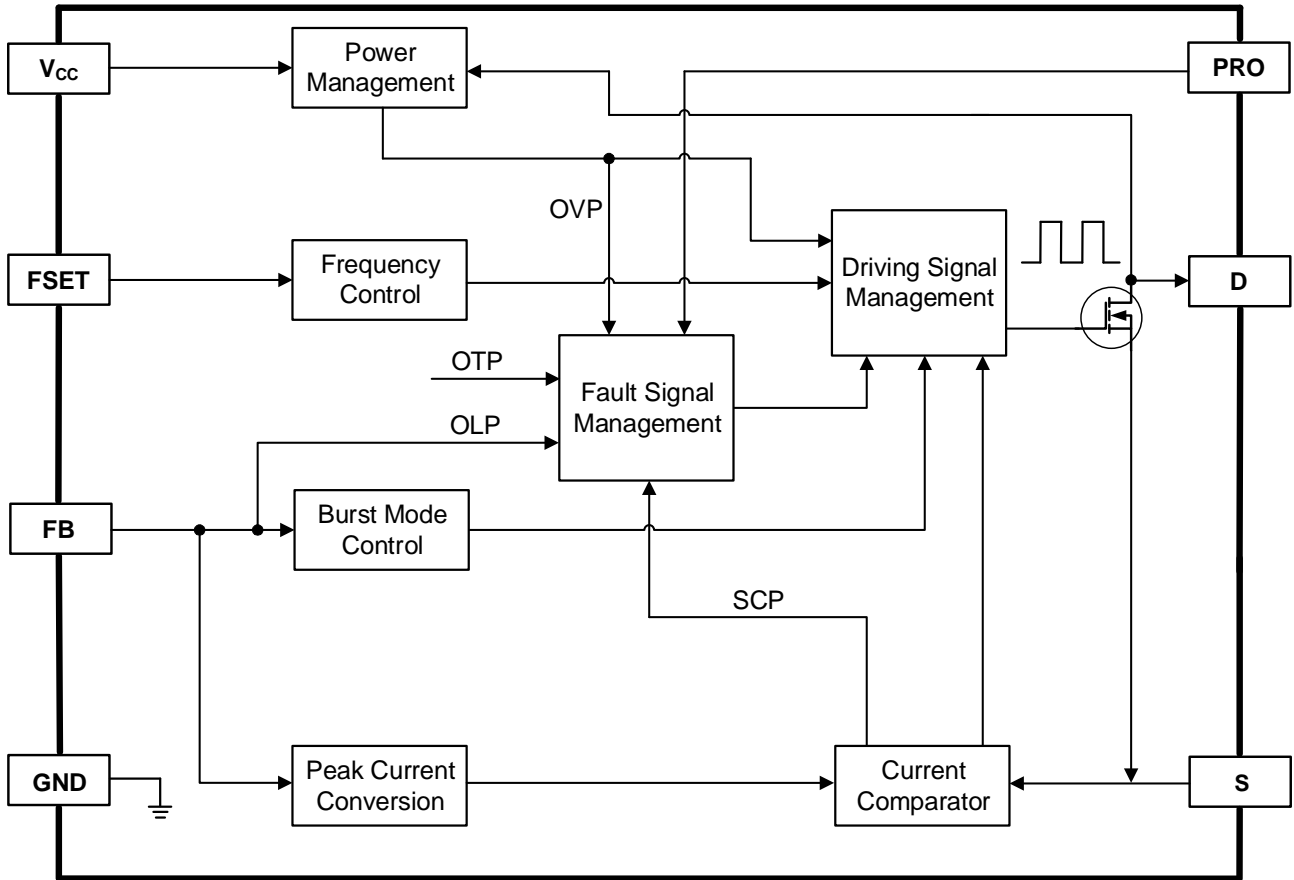 V_CC
Power
Management
PRO
OVP
FSET
Frequency
Control
Driving Signal
Management
D
OTP
Fault Signal
Management
OLP
FB
Burst Mode
Control
SCP
GND
Peak Current
Conversion
Current
Comparator
S